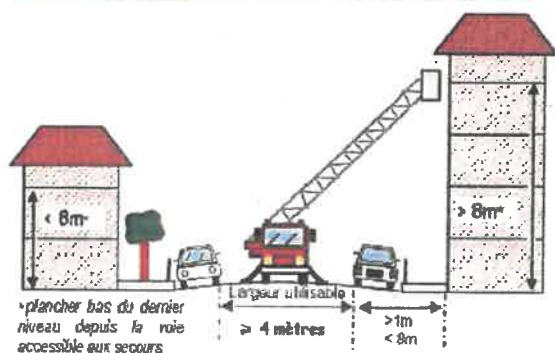 < 8m*
> 8m*
Largeur utilisable
*plancher bas du dernier
niveau depuis la voie
accessible aux secours
≥ 4 mètres
>1m
< 8m